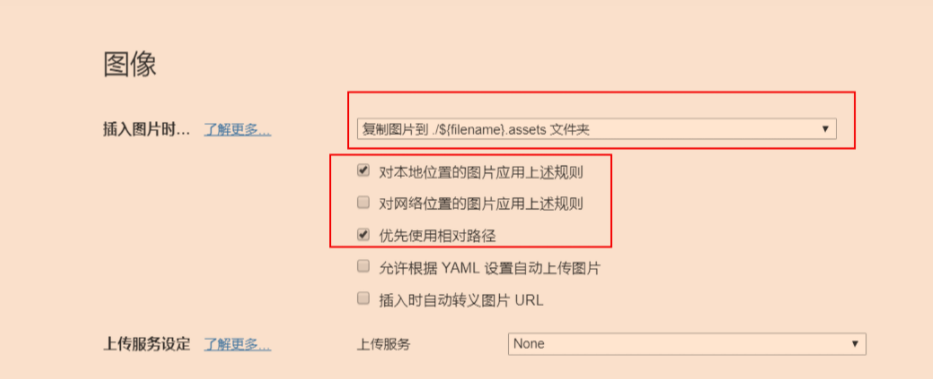 图像
插入图片时... 了解更多... 复制图片到 ./${filename}.assets 文件夹
对本地位置的图片应用上述规则
对网络位置的图片应用上述规则
优先使用相对路径
允许根据 YAML 设置自动上传图片
插入时自动转义图片 URL
上传服务设定 了解更多... 上传服务 None